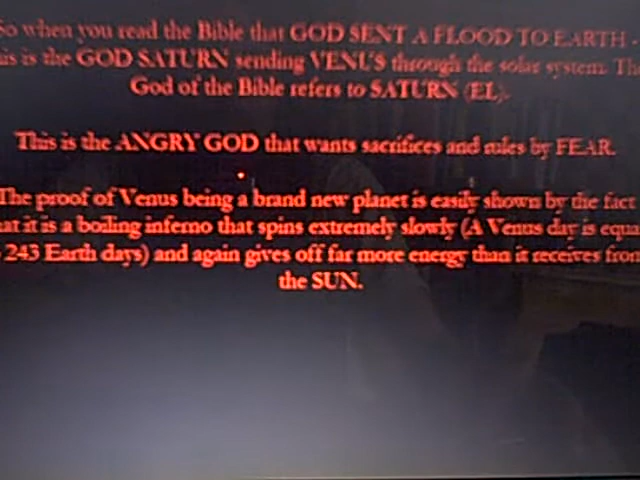 So when you read the Bible that GOD SENT A FLOOD TO EARTH -
is is the GOD SATURN sending VENUS through the solar system. The
God of the Bible refers to SATURN (EL).
This is the ANGRY GOD that wants sacrifices and rules by FEAR.
The proof of Venus being a brand new planet is easily shown by the fact
at it is a boiling inferno that spins extremely slowly (A Venus day is equa
243 Earth days) and again gives off far more energy than it receives from
the SUN.